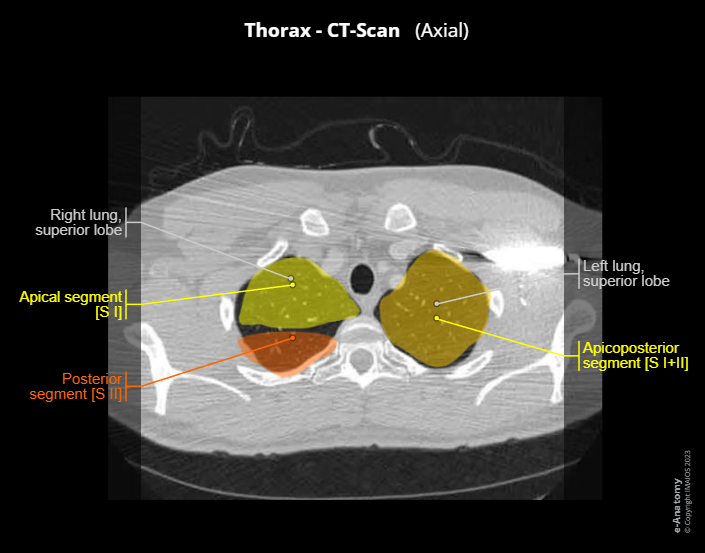 Thorax - CT-Scan (Axial)
Right lung,
superior lobe
Apical segment
[S I]
Posterior
segment [S II]
Left lung,
superior lobe
Apicoposterior
segment [S I+II]
e-Anatomy
© Copyright IMAIOS 2023